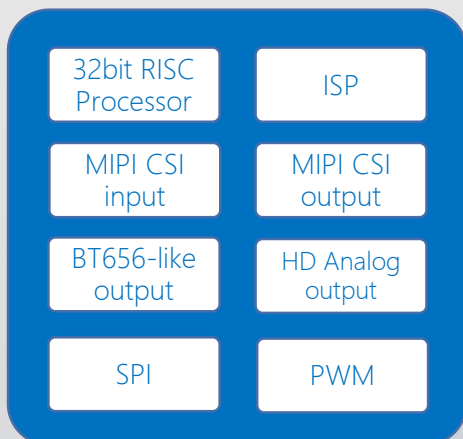 32bit RISC
Processor
ISP
MIPI CSI
input
MIPI CSI
output
BT656-like
output
HD Analog
output
SPI
PWM